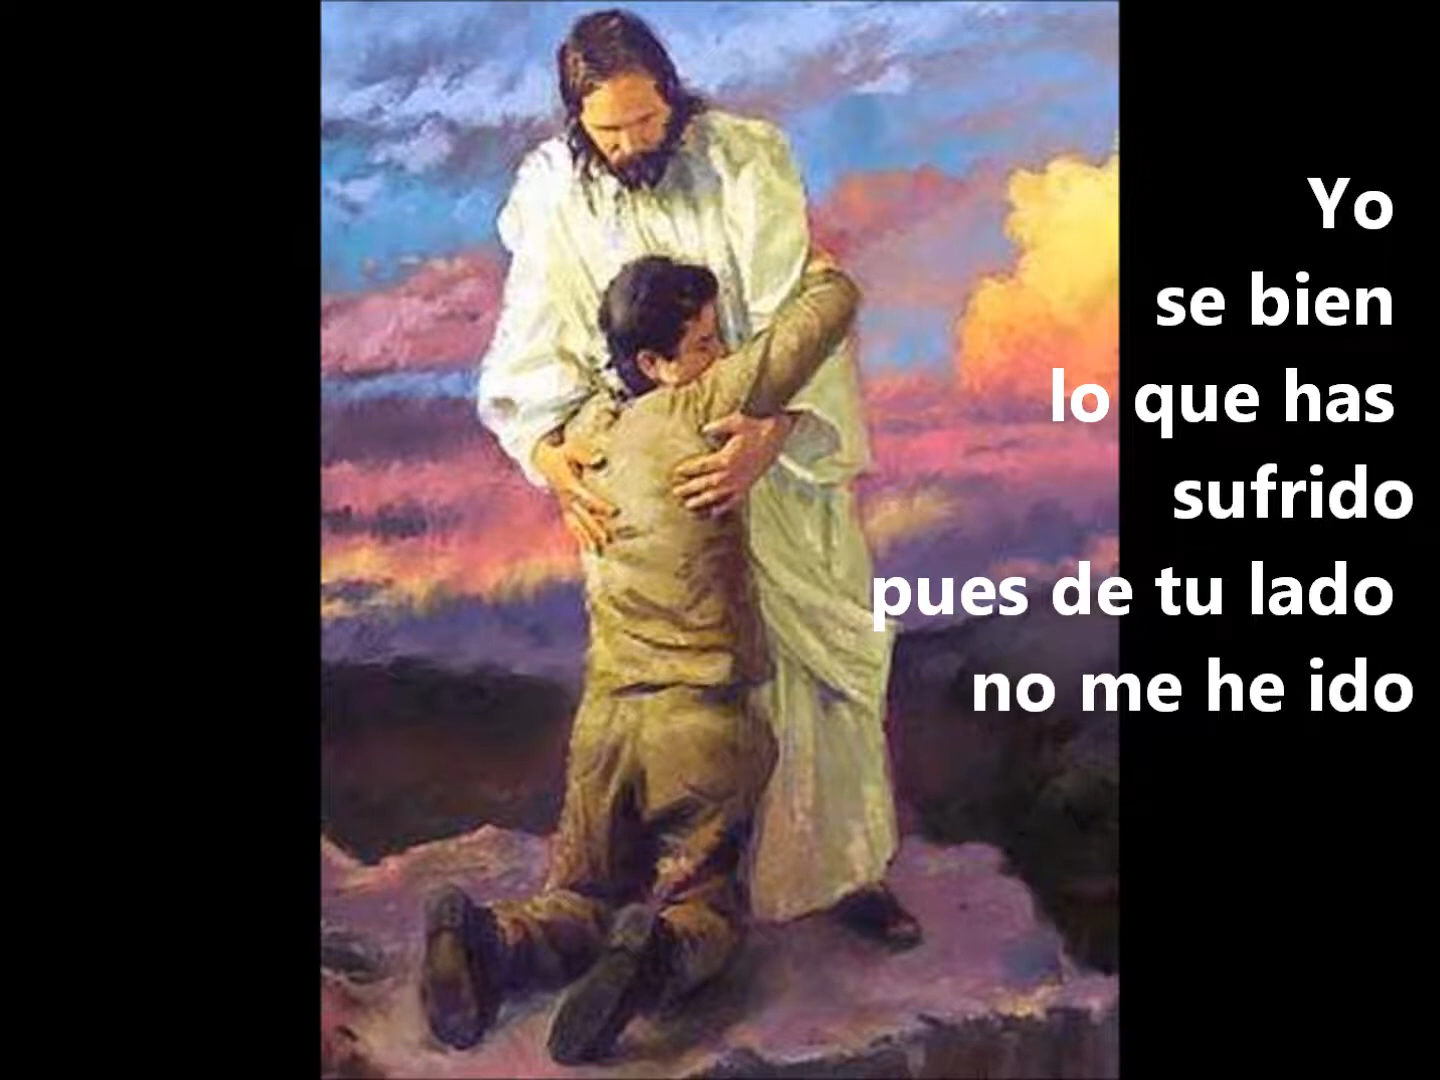 Yo
se bien
lo que has
sufrido
pues de tu lado
no me he ido